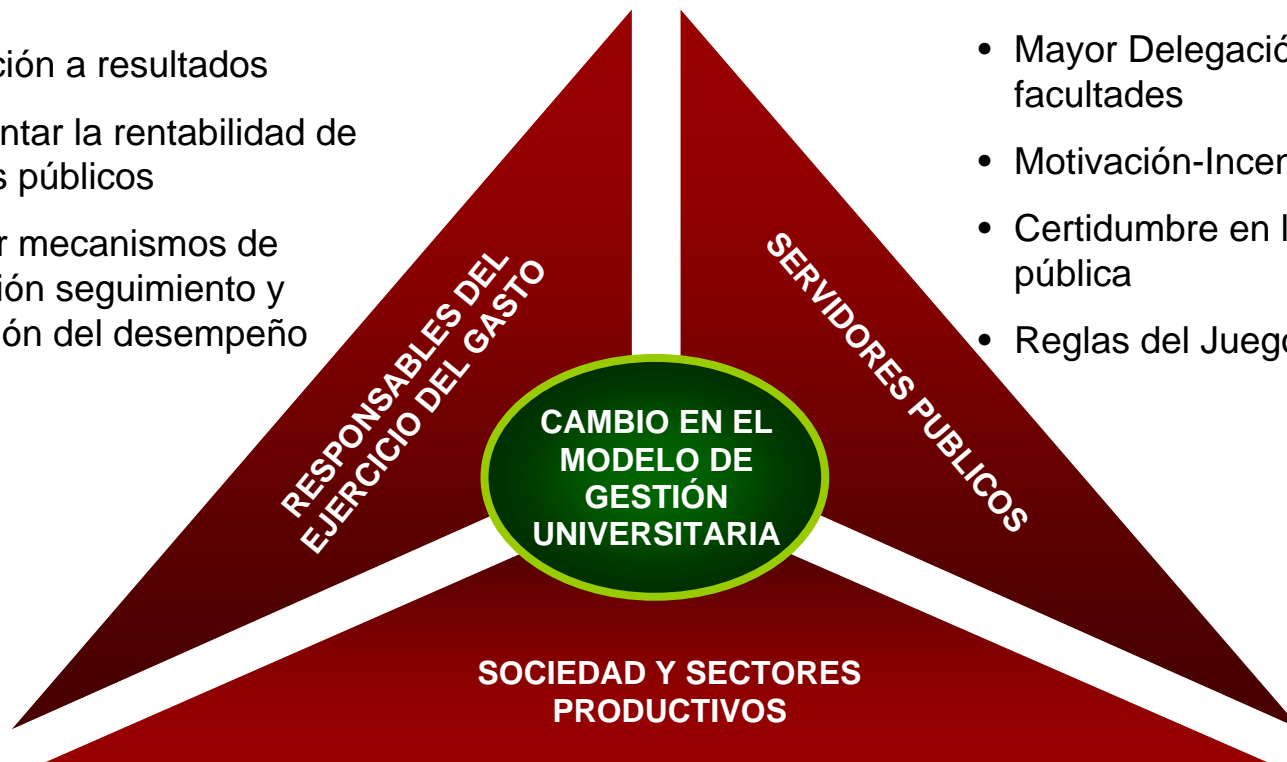 ción a resultados
ntar la rentabilidad de
s públicos
r mecanismos de
ión seguimiento y
ón del desempeño
• Mayor Delegació
facultades
• Motivación-Incen
• Certidumbre en l
pública
• Reglas del Juego
RESPONSABLES DEL
EJERCICIO DEL GASTO
SERVIDORES PUBLICOS
CAMBIO EN EL
MODELO DE
GESTIÓN
UNIVERSITARIA
SOCIEDAD Y SECTORES
PRODUCTIVOS